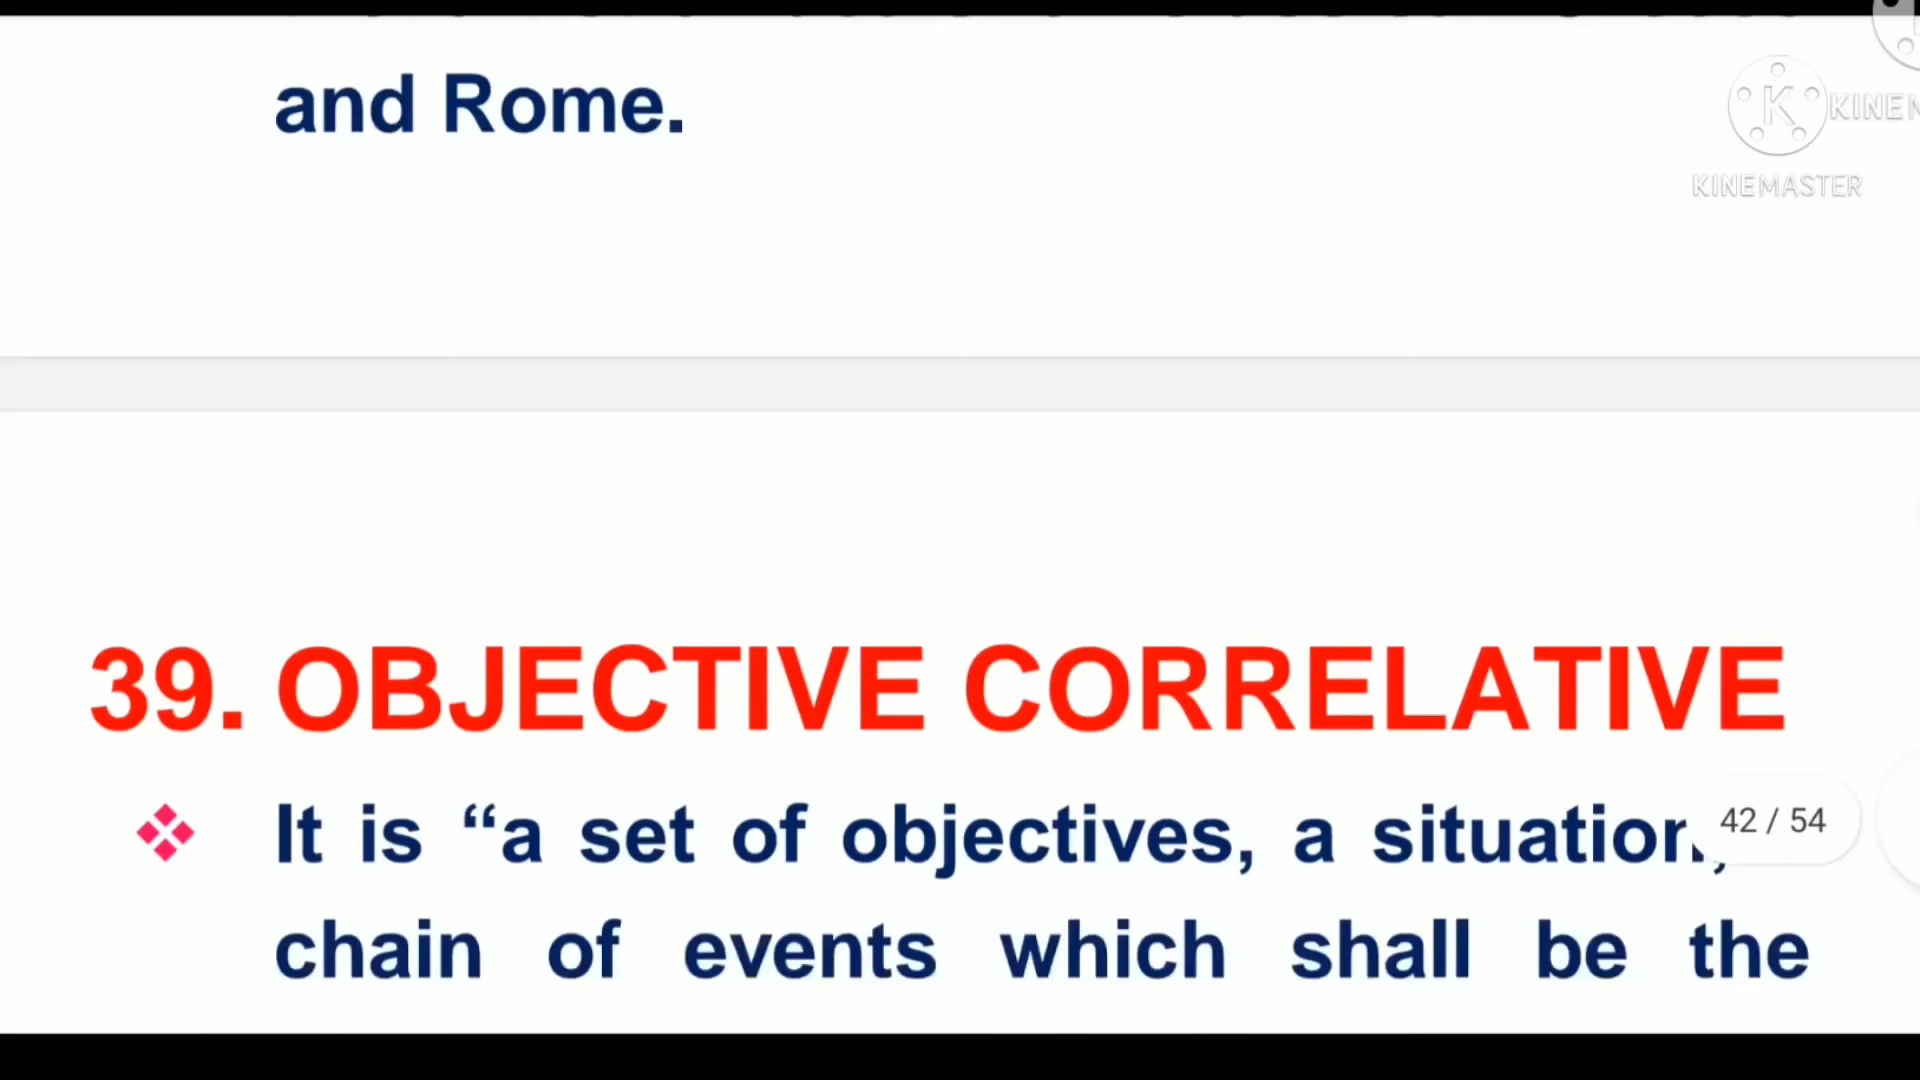 and Rome.
KINEM
KINEMASTER
39. OBJECTIVE CORRELATIVE
❖ It is “a set of objectives, a situation,
42 / 54
chain of events which shall be the